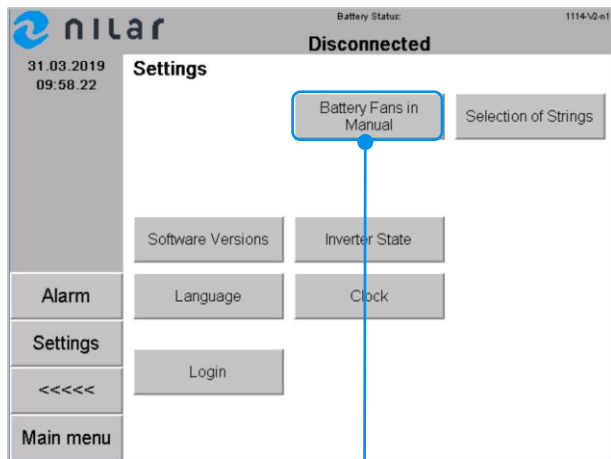 nilar
Battery Status:
1114-V2-n1
Disconnected
31.03.2019
09:58.22
Settings
Battery Fans in
Manual
Selection of Strings
Software Versions
Inverter State
Alarm
Language
Clock
Settings
Login
<<<<<
Main menu